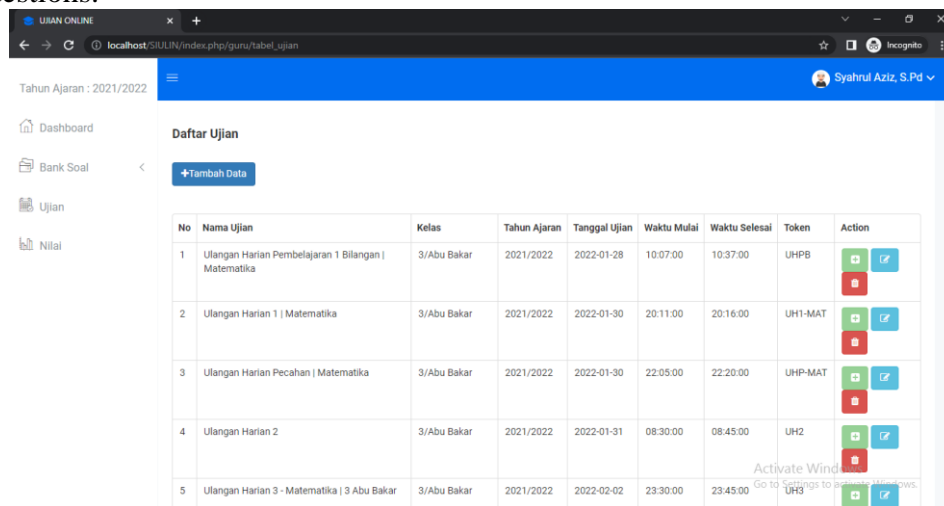 estions.
UJIAN ONLINE
localhost/SIULIN/index.php/guru/tabel_ujian
Incognito
Tahun Ajaran : 2021/2022
Syahrul Aziz, S.Pd
Dashboard
Daftar Ujian
Bank Soal
+Tambah Data
Ujian
Nilai
No Nama Ujian Kelas Tahun Ajaran Tanggal Ujian Waktu Mulai Waktu Selesai Token Action
1 Ulangan Harian Pembelajaran 1 Bilangan | 3/Abu Bakar 2021/2022 2022-01-28 10:07:00 10:37:00 UHPB
Matematika
2 Ulangan Harian 1 | Matematika 3/Abu Bakar 2021/2022 2022-01-30 20:11:00 20:16:00 UH1-MAT
3 Ulangan Harian Pecahan | Matematika 3/Abu Bakar 2021/2022 2022-01-30 22:05:00 22:20:00 UHP-MAT
4 Ulangan Harian 2 3/Abu Bakar 2021/2022 2022-01-31 08:30:00 08:45:00 UH2
Activate Windows
Go to Settings to activate Windows.
5 Ulangan Harian 3 - Matematika | 3 Abu Bakar 3/Abu Bakar 2021/2022 2022-02-02 23:30:00 23:45:00 UH3